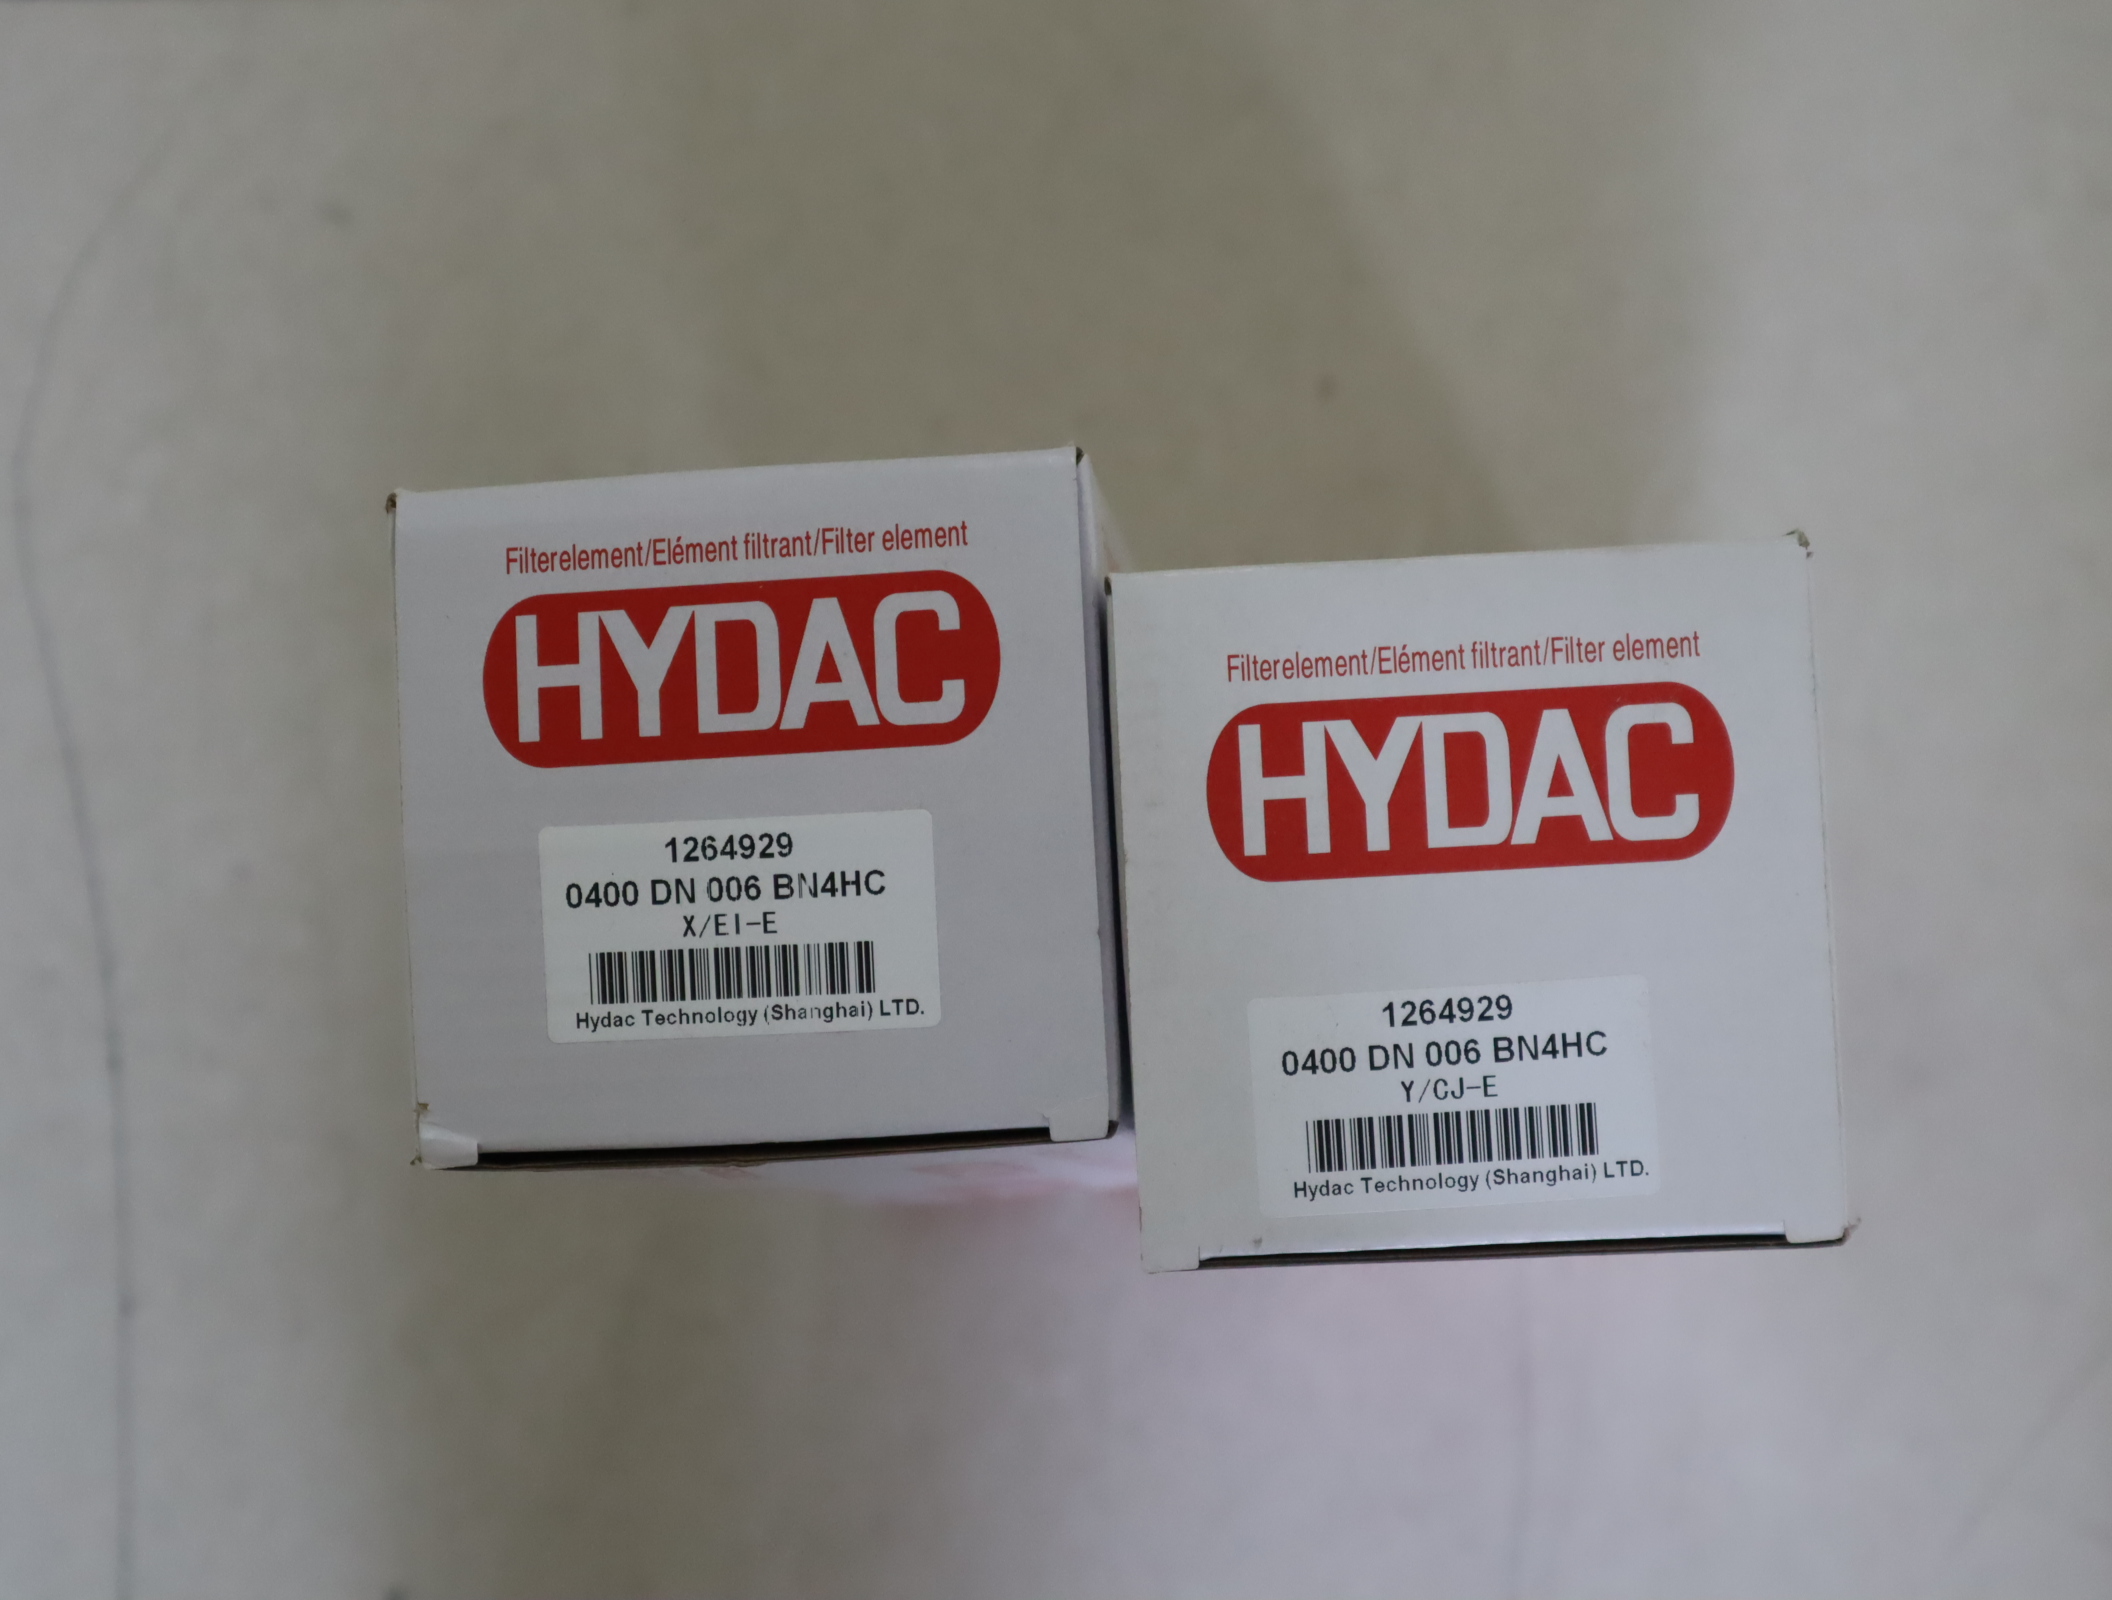 Filterelement/Elément filtrant/Filter element
HYDAC
1264929
0400 DN 006 BN4HC
X/EI-E
Hydac Technology (Shanghai) LTD.
Filterelement/Elément filtrant/Filter element
HYDAC
1264929
0400 DN 006 BN4HC
Y/CJ-E
Hydac Technology (Shanghai) LTD.